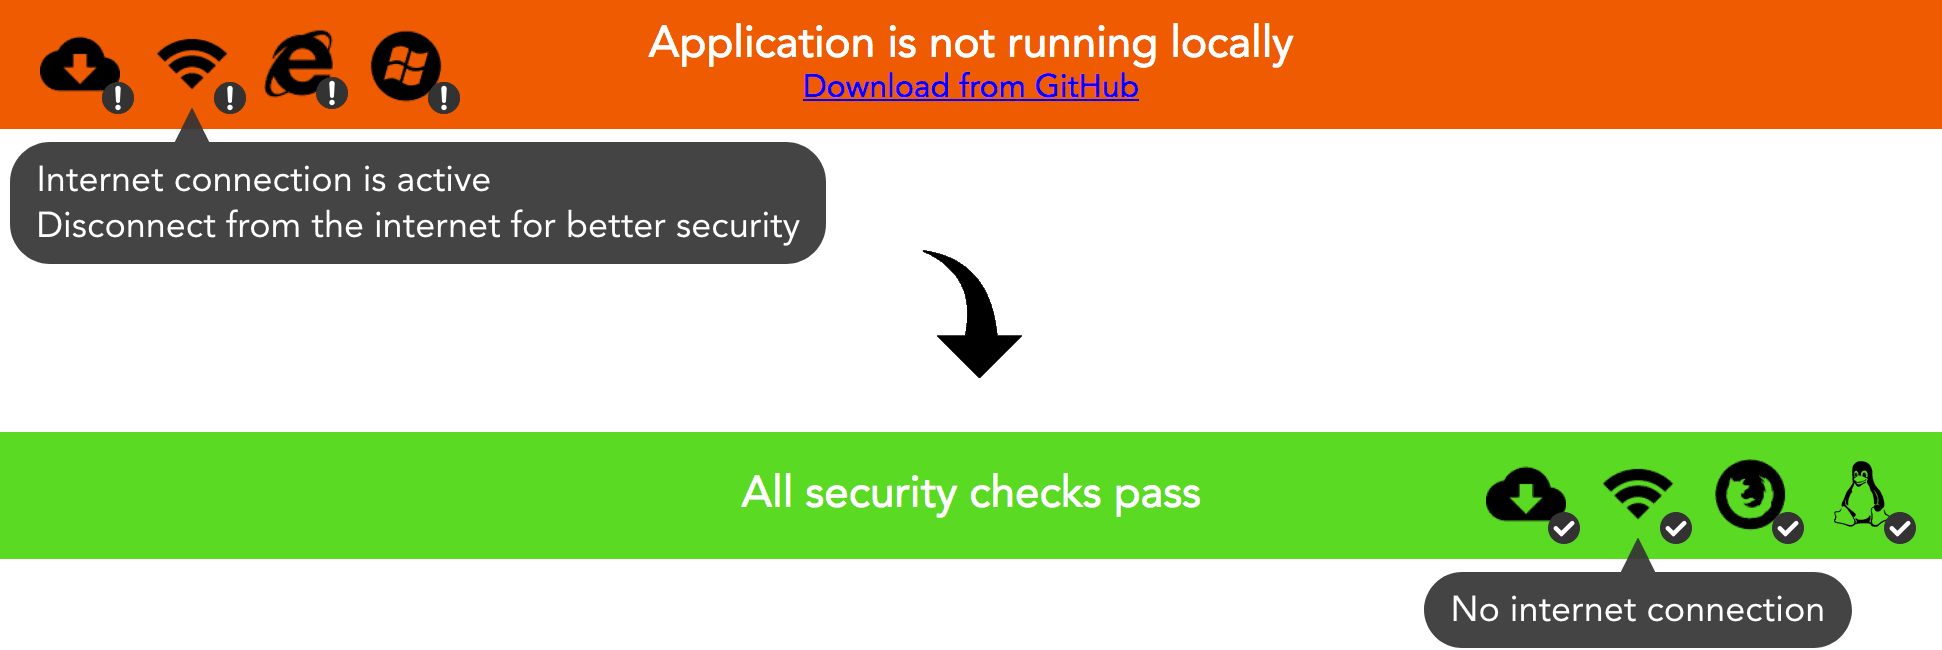 Application is not running locally
Download from GitHub
Internet connection is active
Disconnect from the internet for better security
All security checks pass
No internet connection